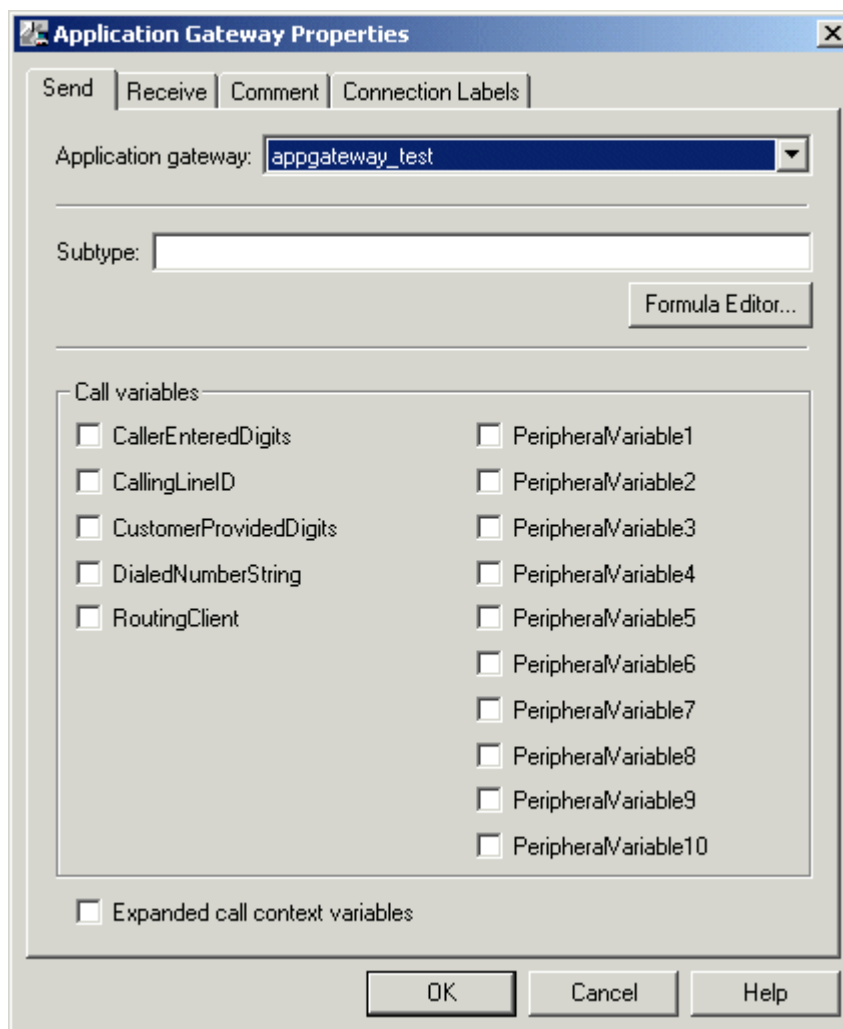 Application Gateway Properties
Send Receive Comment Connection Labels
Application gateway: appgateway_test
Subtype:
Formula Editor...
Call variables
CallerEnteredDigits PeripheralVariable1
CallingLineID PeripheralVariable2
CustomerProvidedDigits PeripheralVariable3
DialedNumberString PeripheralVariable4
RoutingClient PeripheralVariable5
PeripheralVariable6
PeripheralVariable7
PeripheralVariable8
PeripheralVariable9
PeripheralVariable10
Expanded call context variables
OK Cancel Help